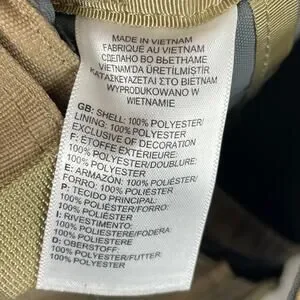 MADE IN VIETNAM
FABRIQUE AU VIETNAM
СДЕЛАНО ВО ВЬЕТНАМЕ
VIETNAM'DA ÜRETİLMİŞTİR
ΚΑΤΑΣΚΕΥΑΖΕΤΑΙ ΣΤΟ ΒΙΕΤΝΑΜ
WYPRODUKOWANO W
WIETNAMIE
GB: SHELL: 100% POLYESTER/
LINING: 100% POLYESTER
EXCLUSIVE OF DECORATION
F: ETOFFE EXTERIEURE:
100% POLYESTER/DOUBLURE:
100% POLYESTER
E: ARMAZON: 100% POLIÉSTER/
FORRO: 100% POLIÉSTER
P: TECIDO PRINCIPAL:
100% POLIÉSTER/FORRO:
100% POLIÉSTER
I: RIVESTIMENTO:
100% POLIESTERE/FODERA:
100% POLIESTERE
D: OBERSTOFF:
100% POLYESTER/FUTTER:
100% POLYESTER